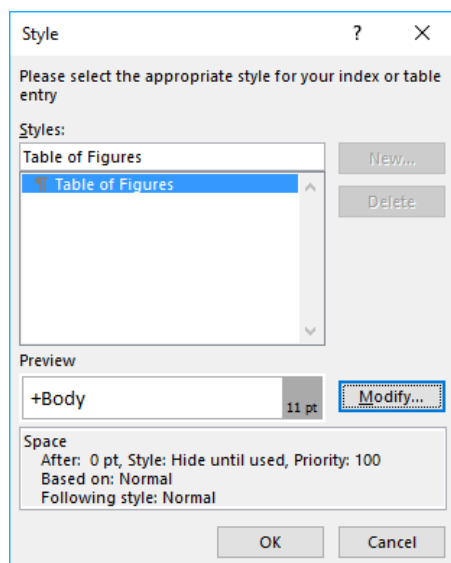 Style ? X
Please select the appropriate style for your index or table
entry
Styles:
Table of Figures
New...
¶ Table of Figures
Delete
Preview
+Body
11 pt
Modify...
Space
After:  0 pt, Style: Hide until used, Priority: 100
Based on: Normal
Following style: Normal
OK
Cancel